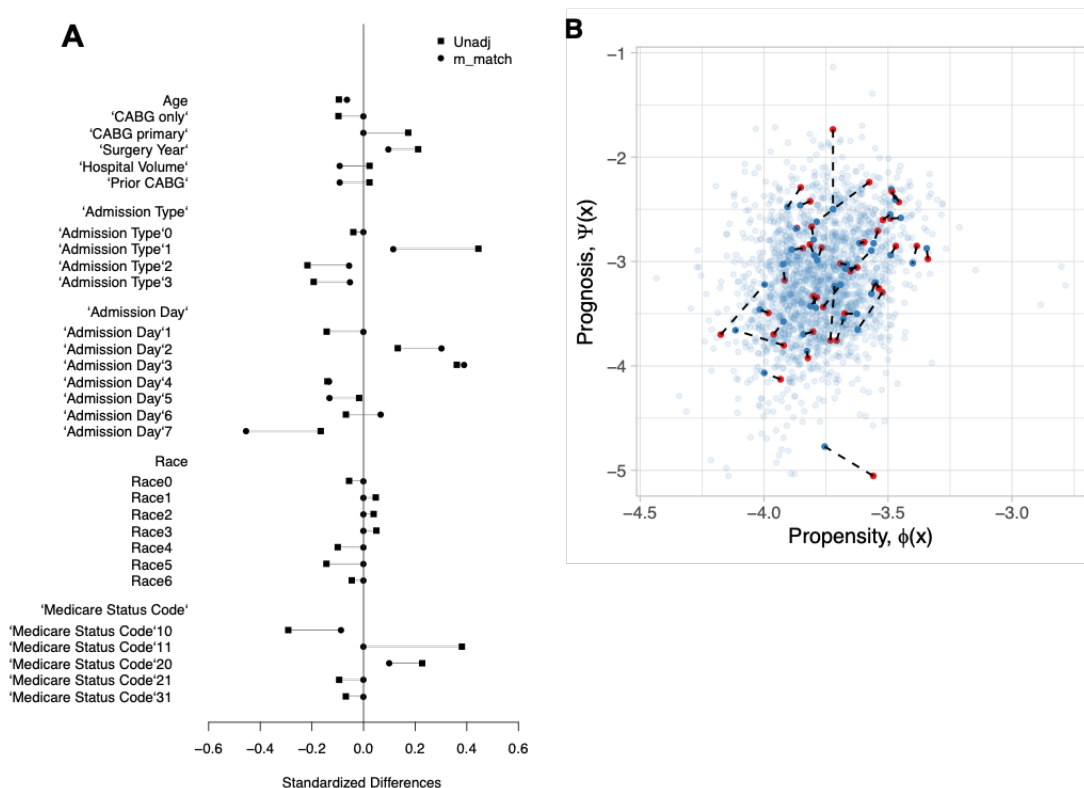 A
Unadj
m_match
Age
‘CABG only‘
‘CABG primary‘
‘Surgery Year‘
‘Hospital Volume‘
‘Prior CABG‘
‘Admission Type‘
‘Admission Type‘0
‘Admission Type‘1
‘Admission Type‘2
‘Admission Type‘3
‘Admission Day‘
‘Admission Day‘1
‘Admission Day‘2
‘Admission Day‘3
‘Admission Day‘4
‘Admission Day‘5
‘Admission Day‘6
‘Admission Day‘7
Race
Race0
Race1
Race2
Race3
Race4
Race5
Race6
‘Medicare Status Code‘
‘Medicare Status Code‘10
‘Medicare Status Code‘11
‘Medicare Status Code‘20
‘Medicare Status Code‘21
‘Medicare Status Code‘31
−0.6 −0.4 −0.2 0.0 0.2 0.4 0.6
Standardized Differences
B
−1
−2
−3
−4
−5
Prognosis, Ψ(x)
−4.5 −4.0 −3.5 −3.0
Propensity, ϕ(x)